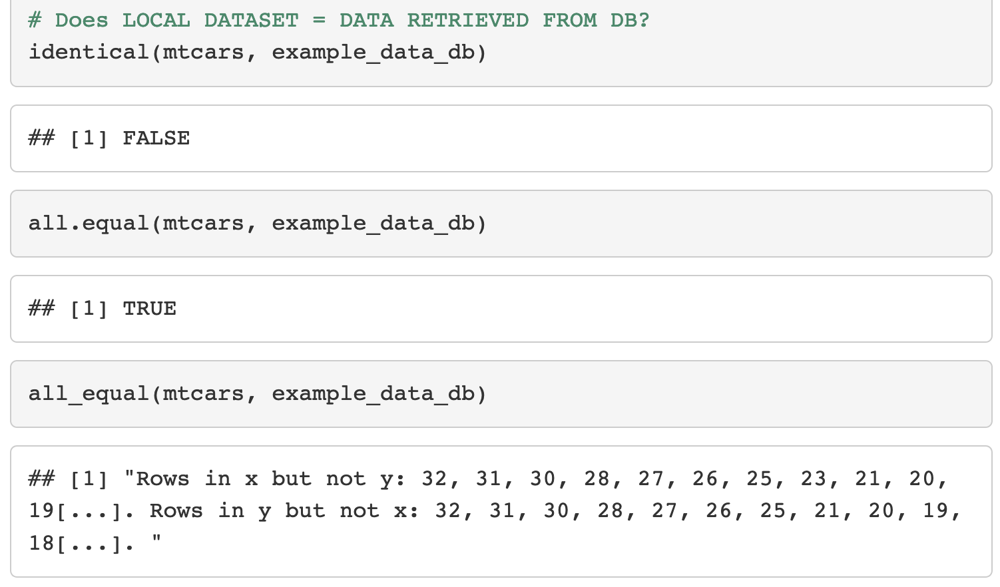 # Does LOCAL DATASET = DATA RETRIEVED FROM DB?
identical(mtcars, example_data_db)
## [1] FALSE
all.equal(mtcars, example_data_db)
## [1] TRUE
all_equal(mtcars, example_data_db)
## [1] "Rows in x but not y: 32, 31, 30, 28, 27, 26, 25, 23, 21, 20,
19[...]. Rows in y but not x: 32, 31, 30, 28, 27, 26, 25, 21, 20, 19,
18[...]. "